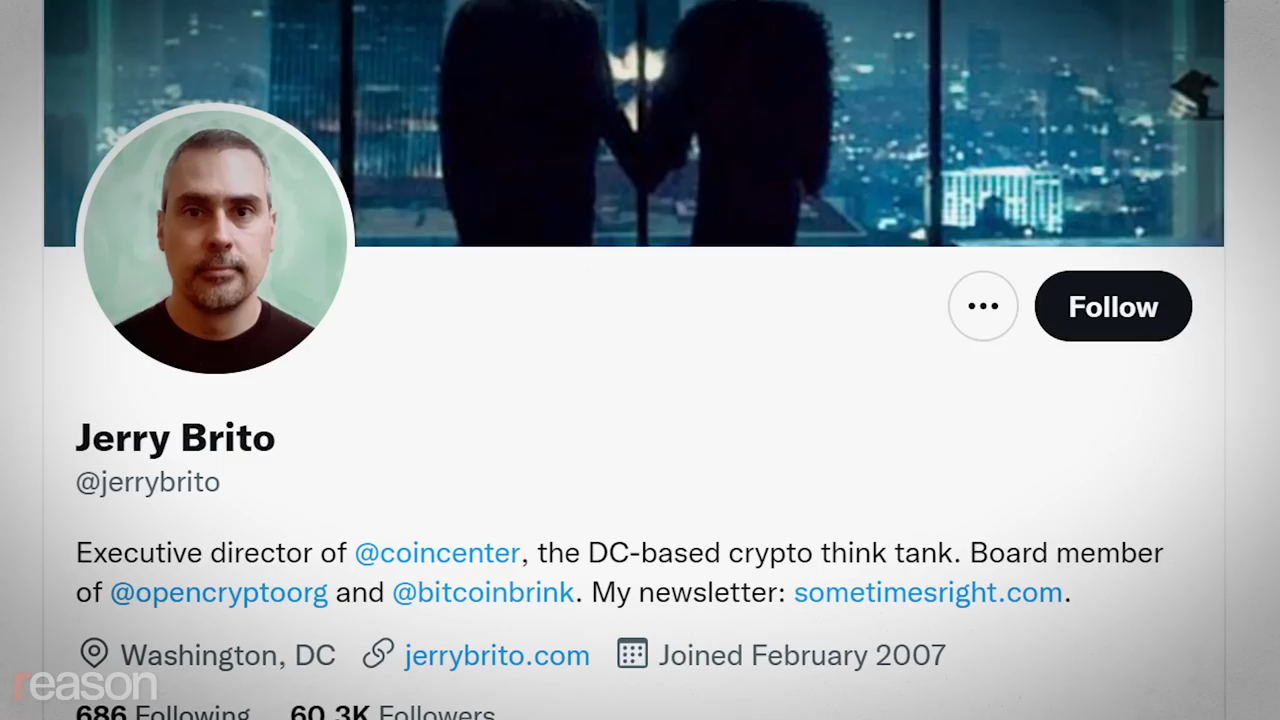 Follow
Jerry Brito
@jerrybrito
Executive director of @coincenter, the DC-based crypto think tank. Board member
of @opencryptoorg and @bitcoinbrink. My newsletter: sometimesright.com.
Washington, DC jerrybrito.com Joined February 2007
reason
686 Following 60.3K Followers